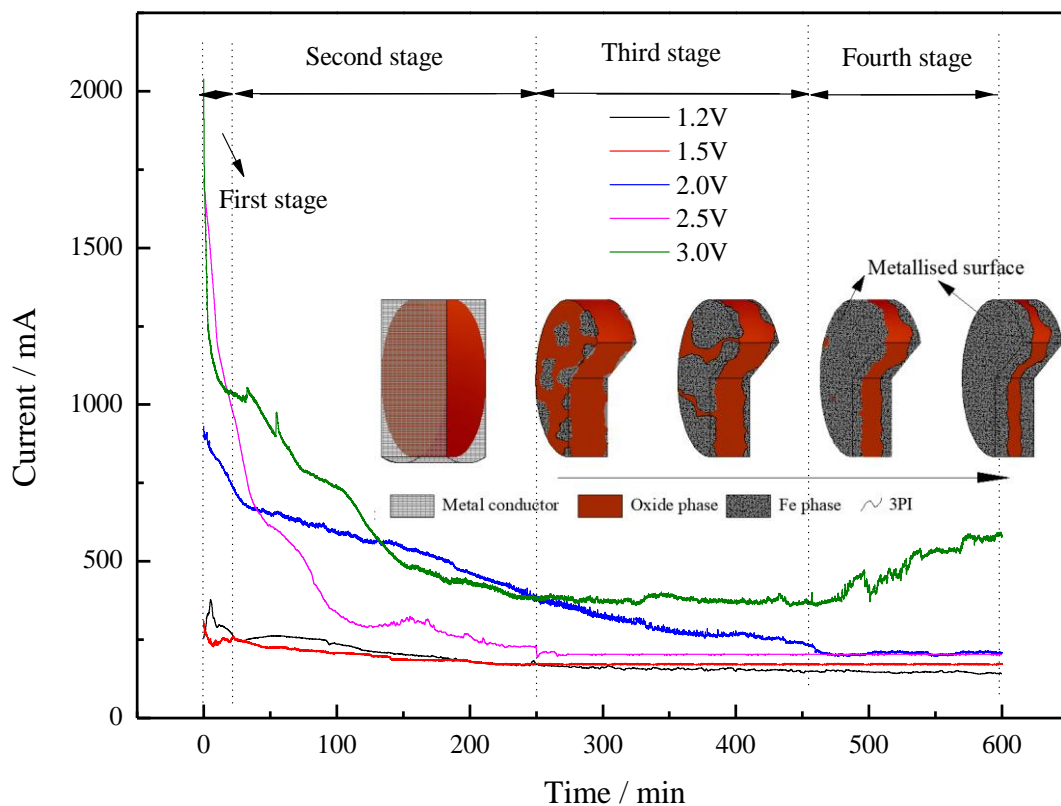 Second stage
Third stage
Fourth stage
First stage
1.2V
1.5V
2.0V
2.5V
3.0V
Metallised surface
Metal conductor
Oxide phase
Fe phase
3PI
2000
1500
1000
500
0
Current / mA
0
100
200
300
400
500
600
Time / min